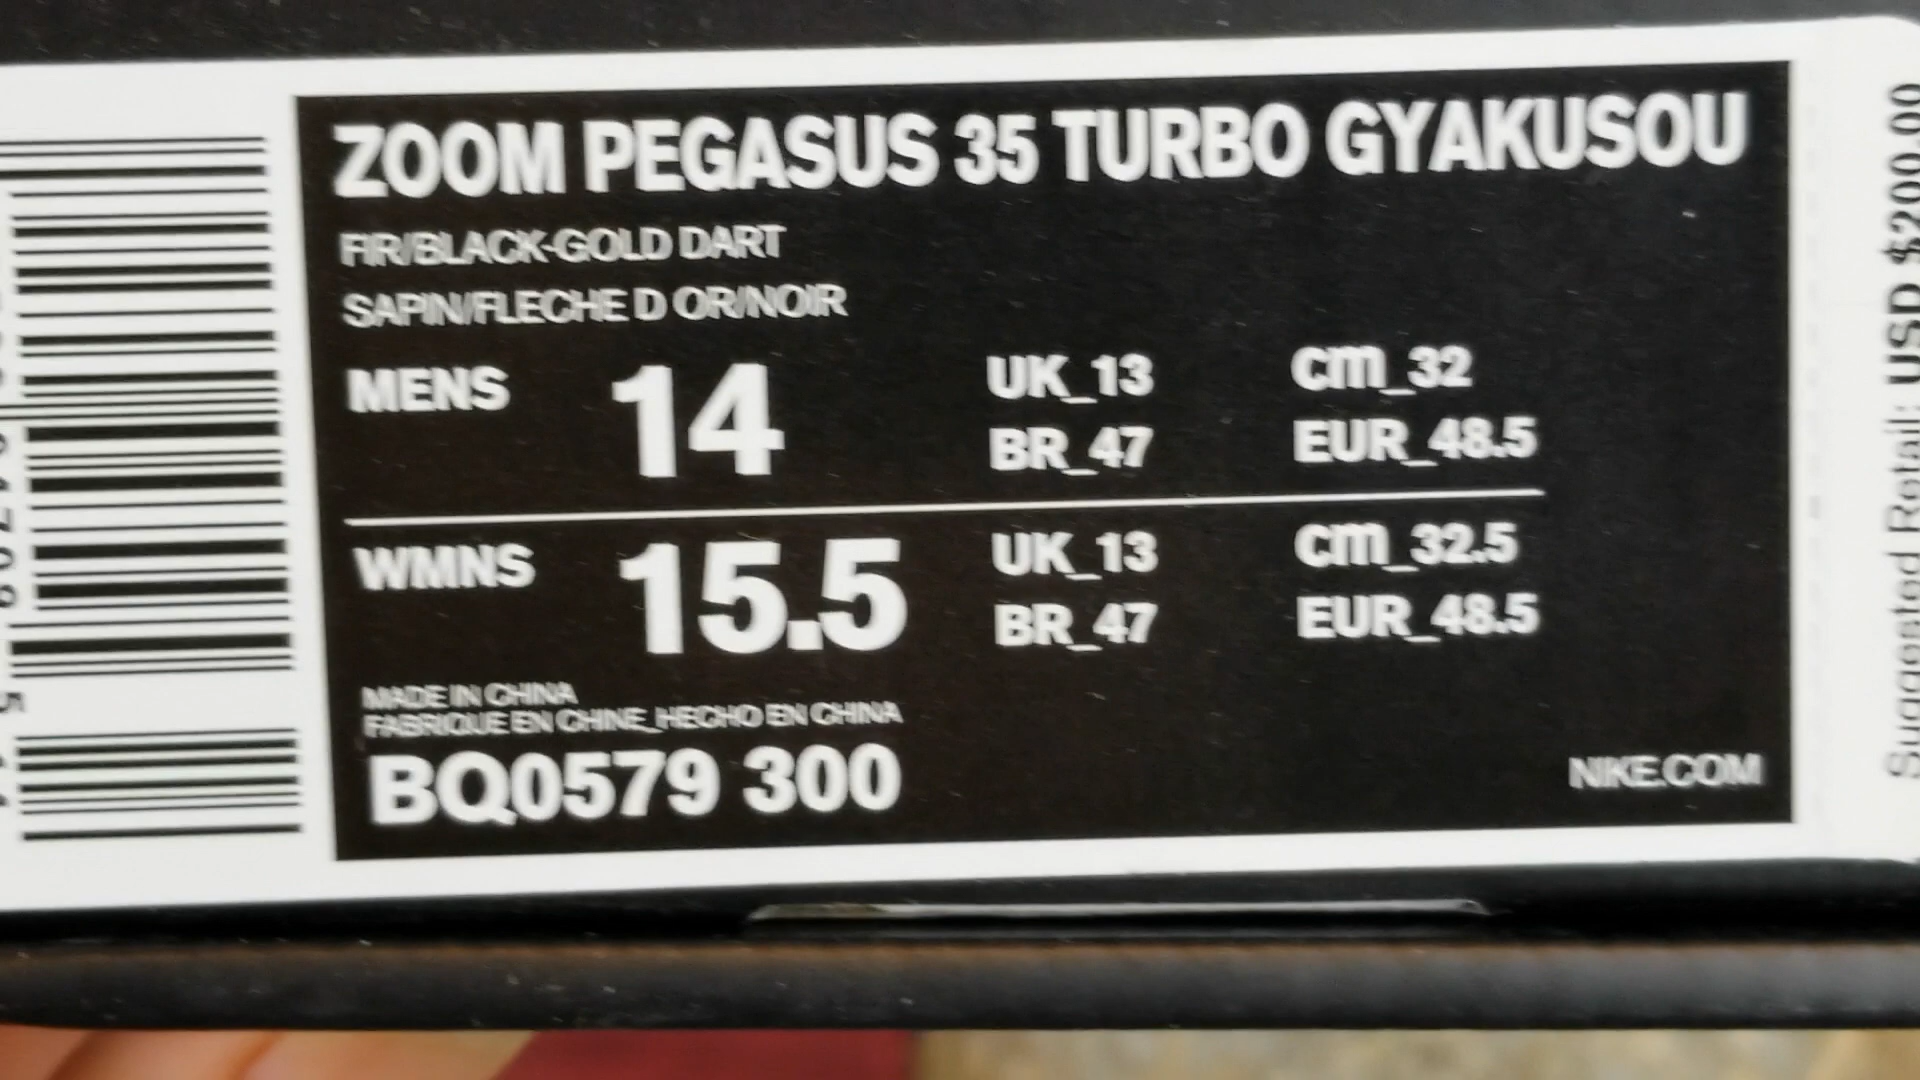 ZOOM PEGASUS 35 TURBO GYAKUSOU
FIR/BLACK-GOLD DART
SAPIN/FLECHE D OR/NOIR
MENS 14 UK_13 cm_32
BR_47 EUR_48.5
WMNS 15.5 UK_13 cm_32.5
BR_47 EUR_48.5
MADE IN CHINA
FABRIQUE EN CHINE_HECHO EN CHINA
BQ0579 300
NIKE.COM
Suggested Retail: USD $200.00